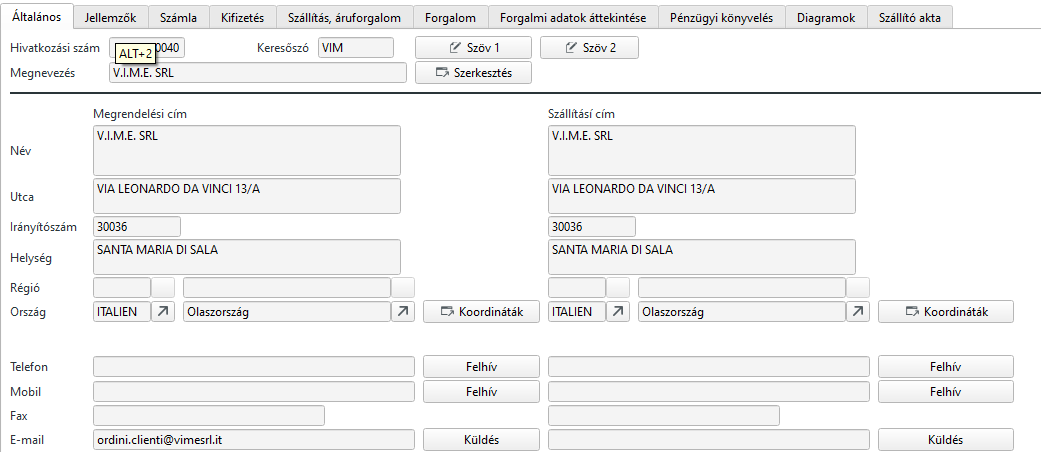 Általános Jellemzők Számla Kifizetés Szállítás, áruforgalom Forgalom Forgalmi adatok áttekintése Pénzügyi könyvelés Diagramok Szállító akta
Hivatkozási szám 0040 Keresőszó VIM Szöv 1 Szöv 2
ALT+2
Megnevezés V.I.M.E. SRL Szerkesztés
Megrendelési cím Szállítási cím
Név V.I.M.E. SRL V.I.M.E. SRL
Utca VIA LEONARDO DA VINCI 13/A VIA LEONARDO DA VINCI 13/A
Irányítószám 30036 30036
Helység SANTA MARIA DI SALA SANTA MARIA DI SALA
Régió
Ország ITALIEN Olaszország Koordináták ITALIEN Olaszország Koordináták
Telefon Felhív Felhív
Mobil Felhív Felhív
Fax
E-mail ordini.clienti@vimesrl.it Küldés Küldés